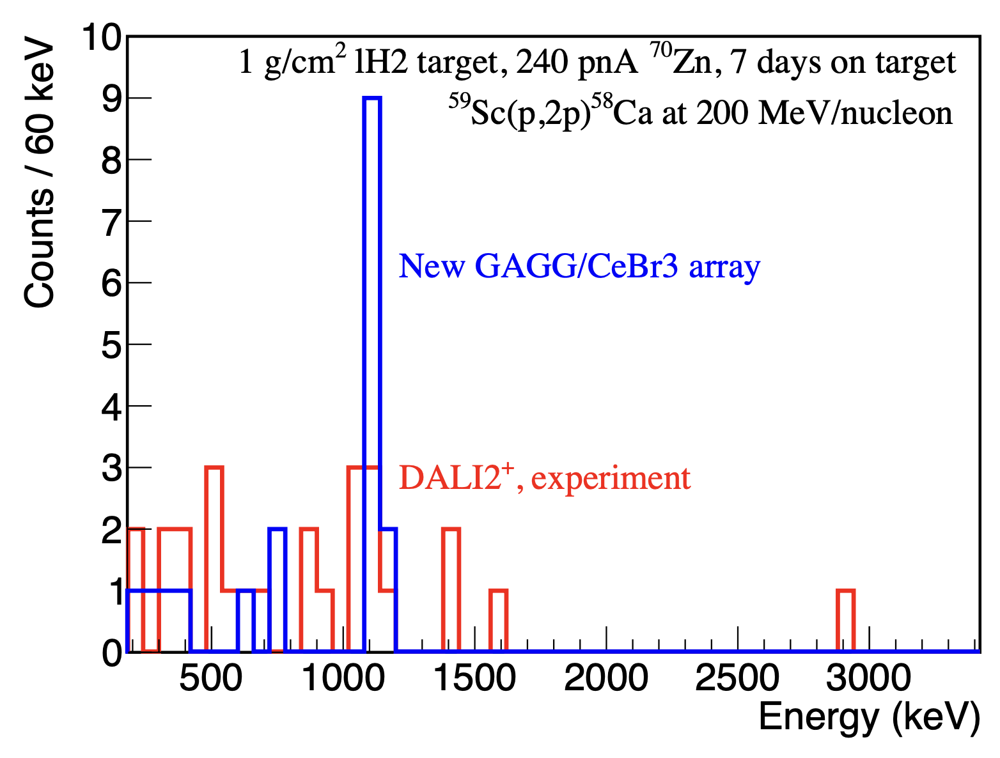 Counts / 60 keV
10
9
8
7
6
5
4
3
2
1
0
1 g/cm² lH2 target, 240 pnA ⁷⁰Zn, 7 days on target
⁵⁹Sc(p,2p)⁵⁸Ca at 200 MeV/nucleon
New GAGG/CeBr3 array
DALI2⁺, experiment
500 1000 1500 2000 2500 3000
Energy (keV)